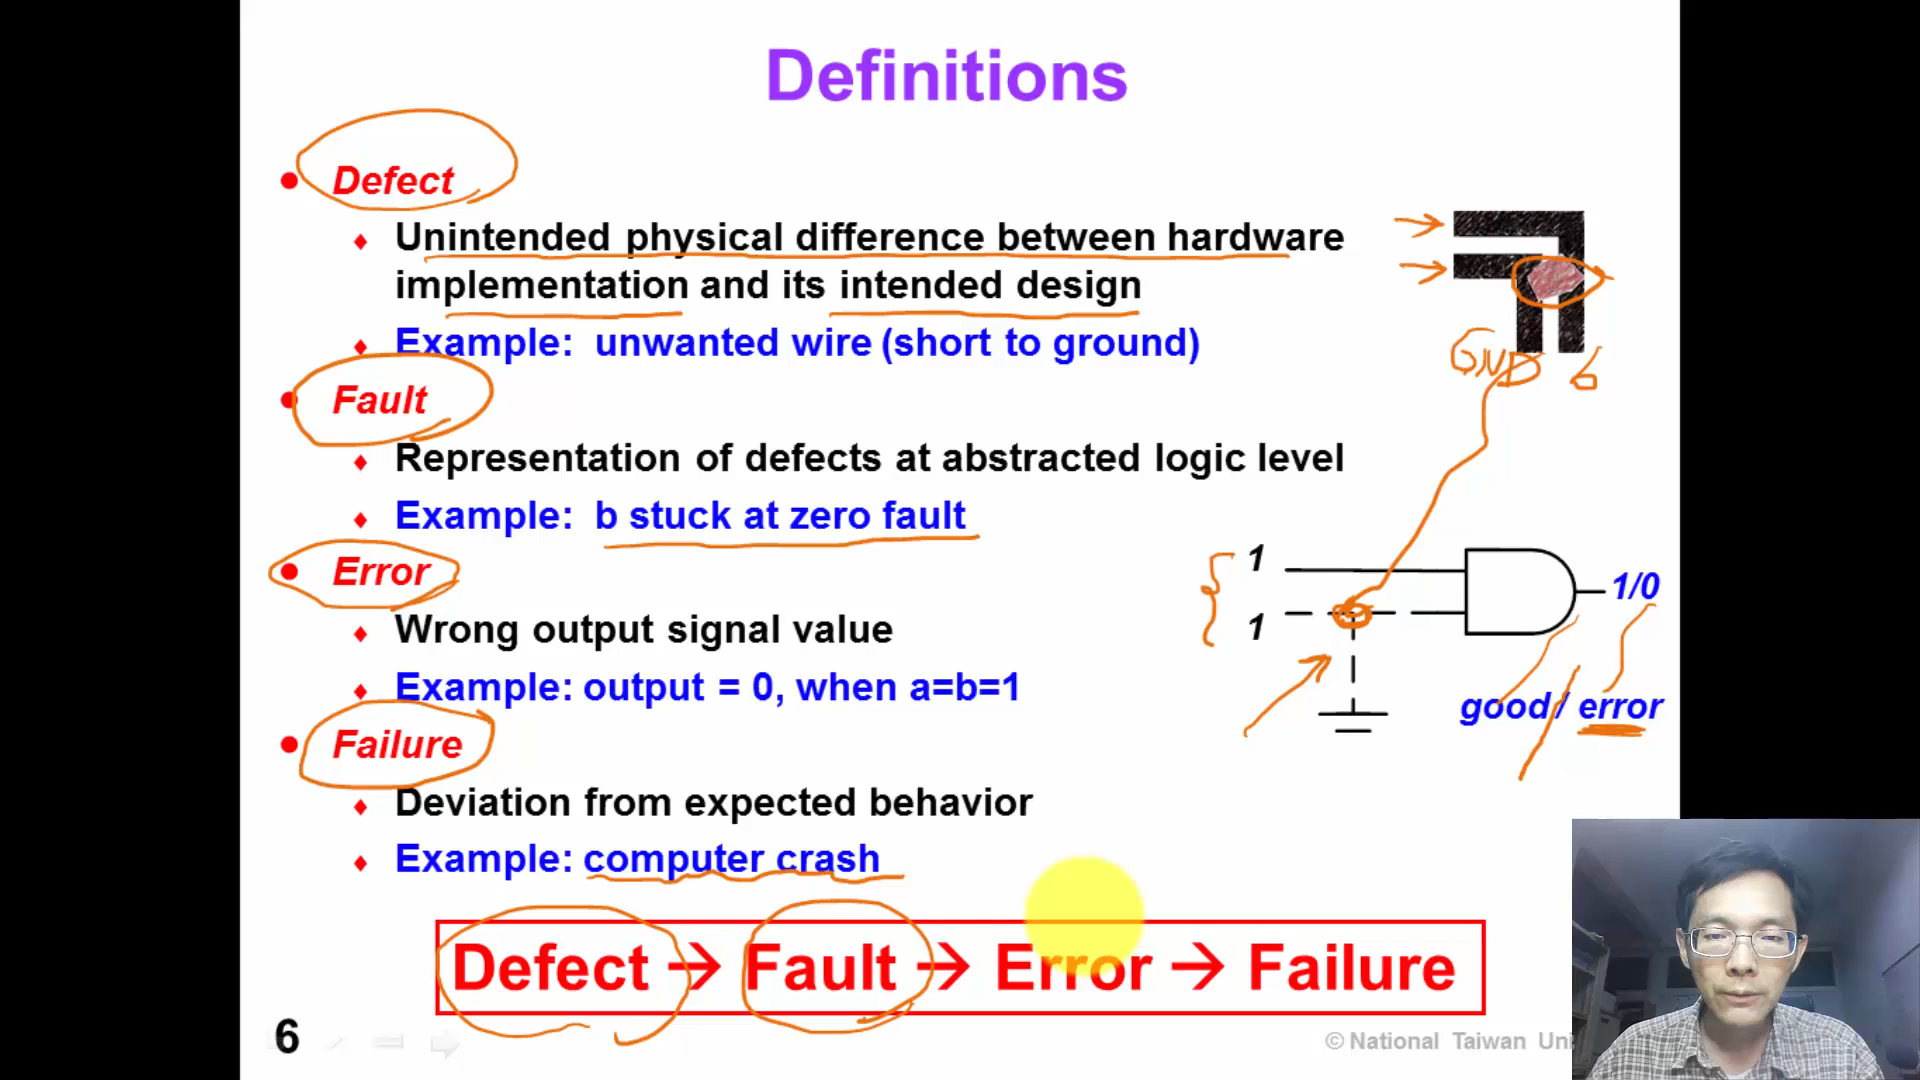 Definitions
• Defect
♦ Unintended physical difference between hardware
implementation and its intended design
♦ Example: unwanted wire (short to ground)
GND b
• Fault
♦ Representation of defects at abstracted logic level
♦ Example: b stuck at zero fault
• Error
1
1/0
1
♦ Wrong output signal value
♦ Example: output = 0, when a=b=1
good / error
• Failure
♦ Deviation from expected behavior
♦ Example: computer crash
Defect → Fault → Error → Failure
6
© National Taiwan